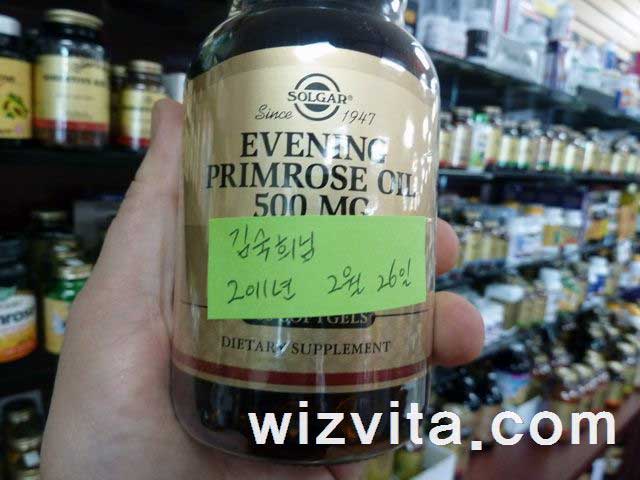 SOLGAR®
Since 1947
EVENING
PRIMROSE OIL
500 MG
김숙희님
2011년 2월 26일
SOFTGELS
DIETARY SUPPLEMENT
wizvita.com